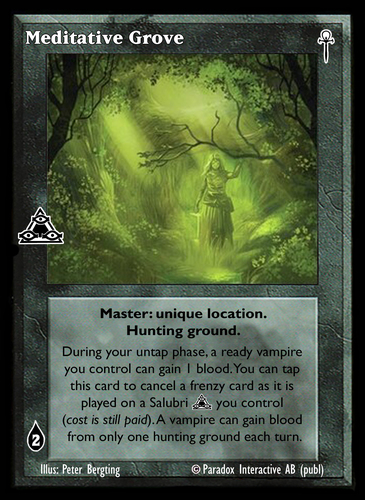 Meditative Grove
Master: unique location.
Hunting ground.
During your untap phase, a ready vampire
you control can gain 1 blood. You can tap
this card to cancel a frenzy card as it is
played on a Salubri you control
(cost is still paid). A vampire can gain blood
from only one hunting ground each turn.
2
Illus: Peter Bergting © Paradox Interactive AB (publ)